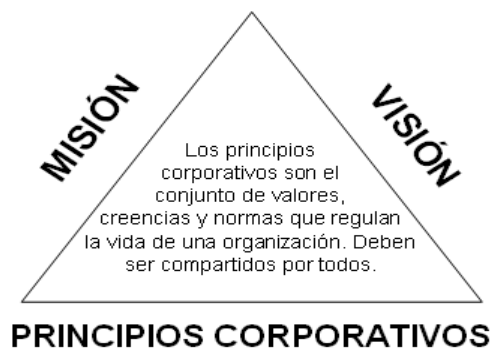 MISIÓN
VISIÓN
Los principios
corporativos son el
conjunto de valores,
creencias y normas que regulan
la vida de una organización. Deben
ser compartidos por todos.
PRINCIPIOS CORPORATIVOS